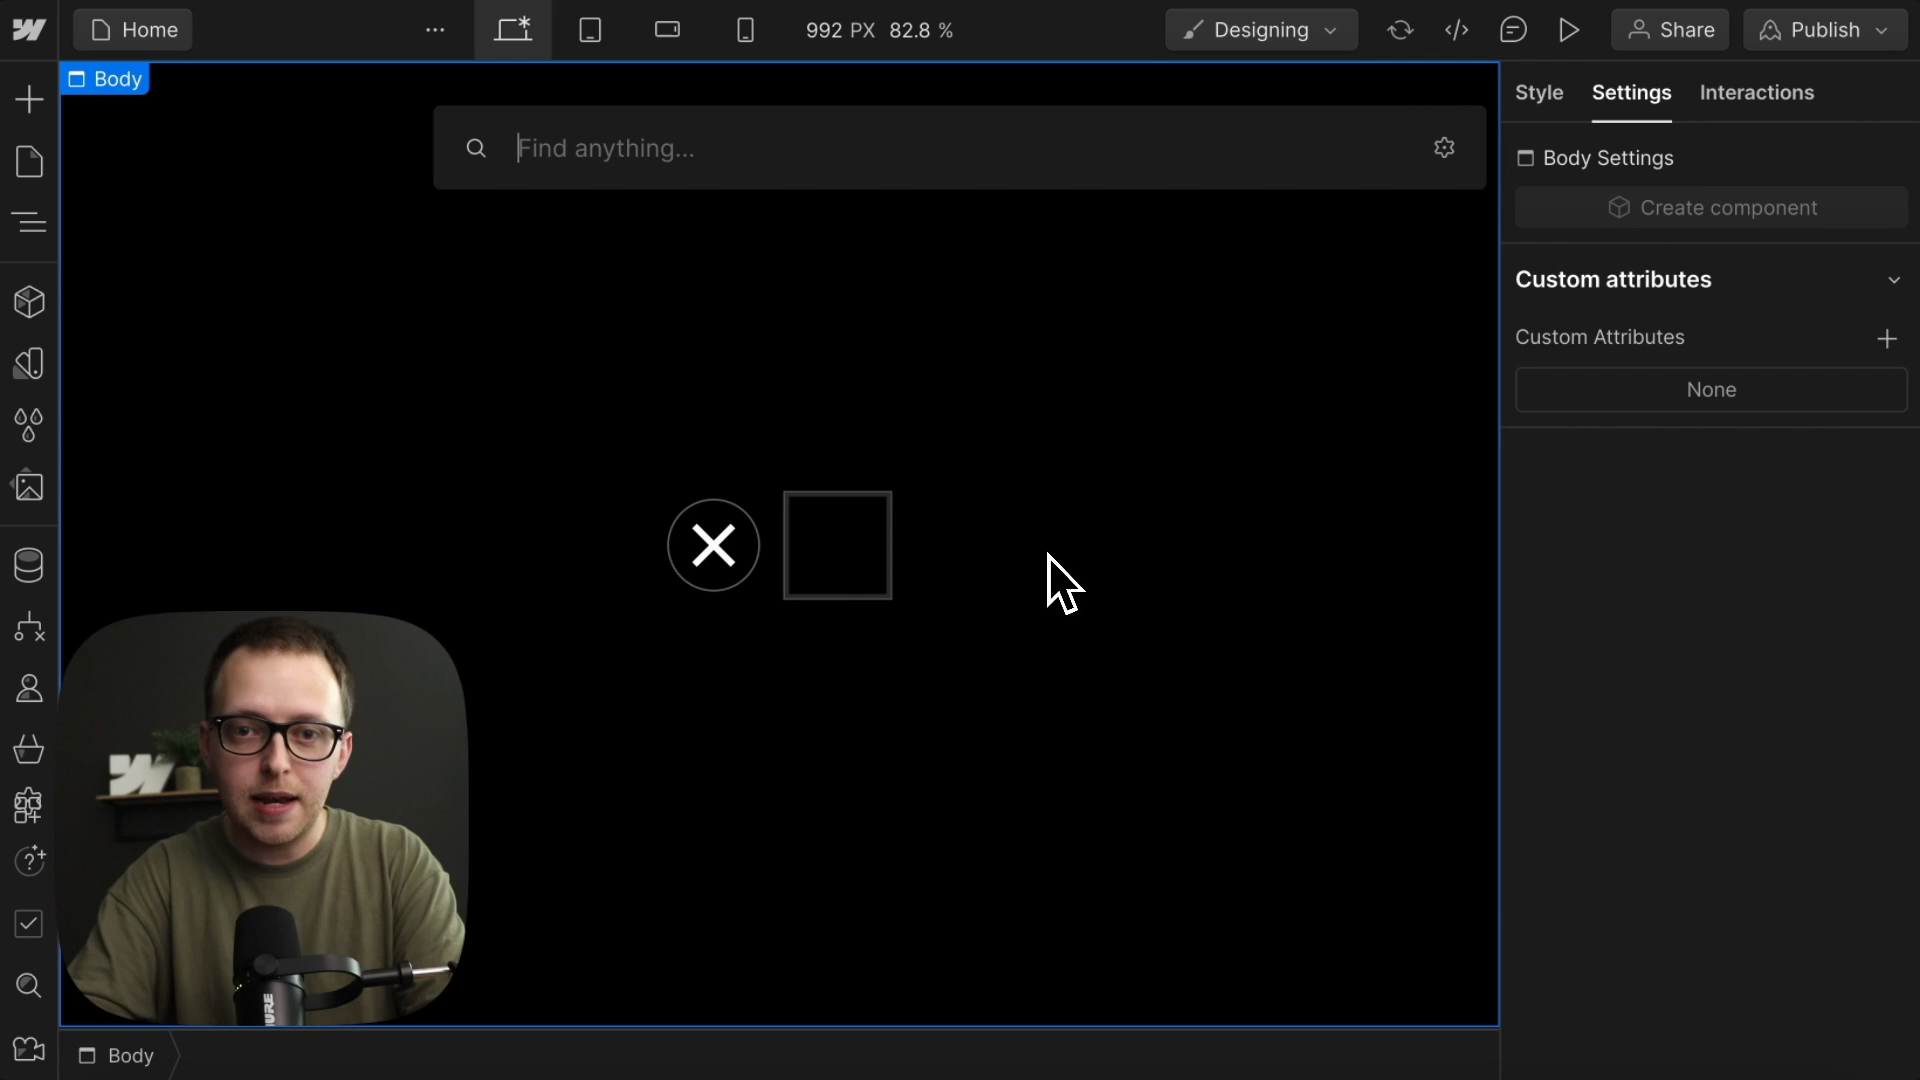 Home
992 PX 82.8 %
Designing
Share
Publish
Body
Find anything...
Style Settings Interactions
Body Settings
Create component
Custom attributes
Custom Attributes
None
Body